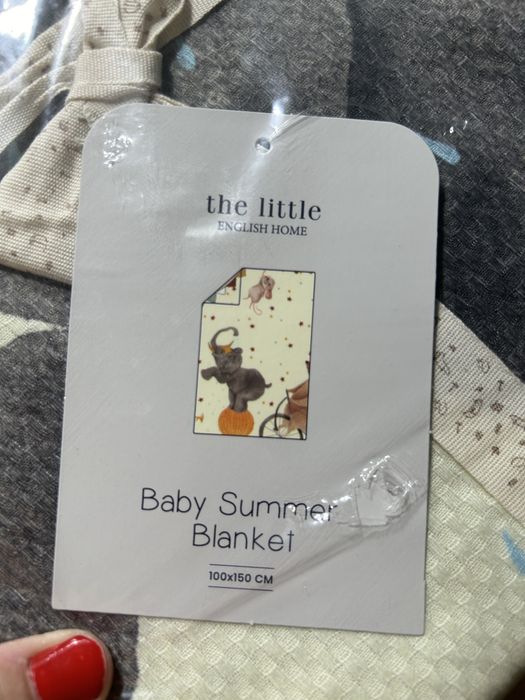 the little
ENGLISH HOME
Baby Summer
Blanket
100x150 CM